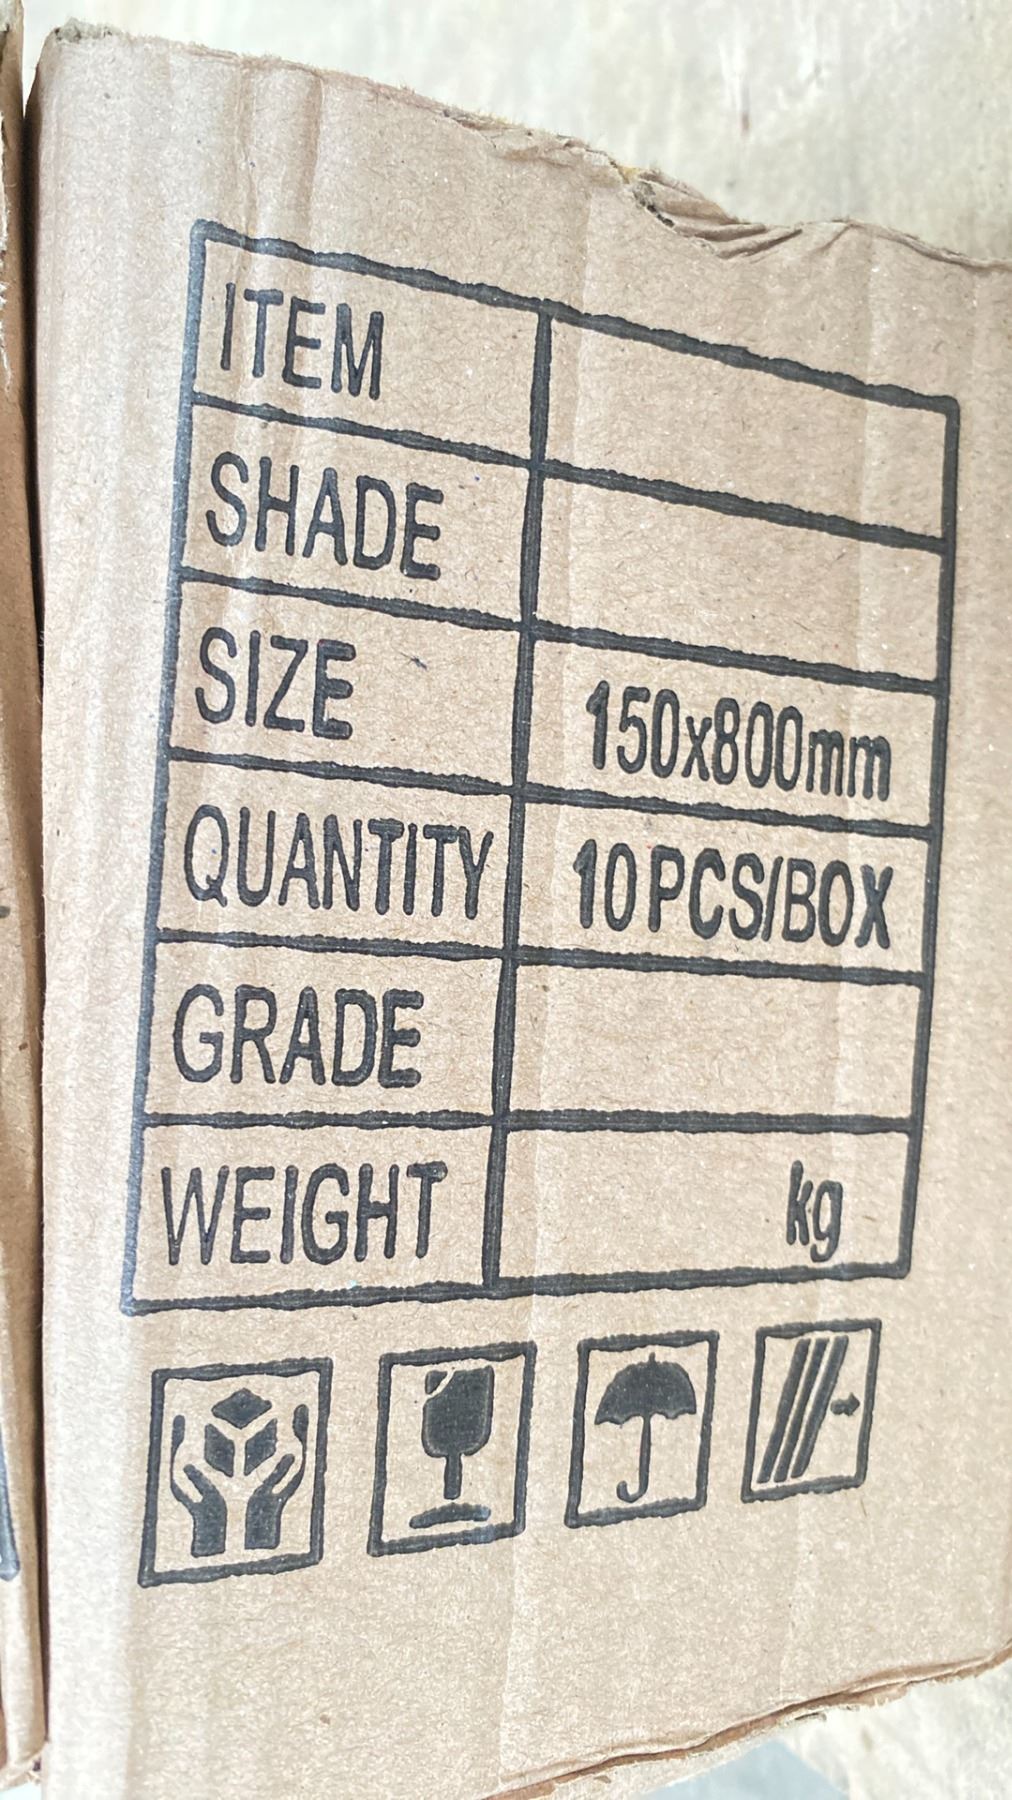 ITEM
SHADE
SIZE 150x800mm
QUANTITY 10 PCS/BOX
GRADE
WEIGHT kg